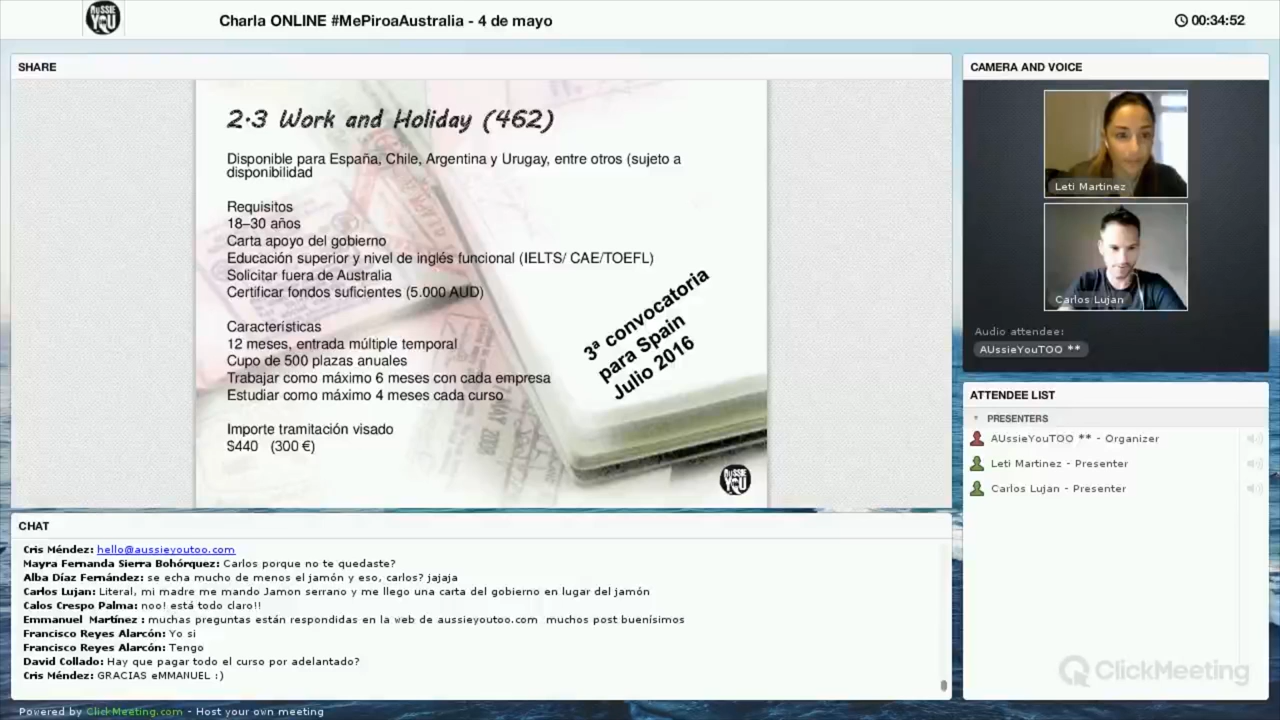 AUSSIE
YOU
Charla ONLINE #MePiroaAustralia - 4 de mayo
00:34:52
SHARE
2.3 Work and Holiday (462)
Disponible para España, Chile, Argentina y Urugay, entre otros (sujeto a
disponibilidad
Requisitos
18–30 años
Carta apoyo del gobierno
Educación superior y nivel de inglés funcional (IELTS/ CAE/TOEFL)
Solicitar fuera de Australia
Certificar fondos suficientes (5.000 AUD)
Características
12 meses, entrada múltiple temporal
Cupo de 500 plazas anuales
Trabajar como máximo 6 meses con cada empresa
Estudiar como máximo 4 meses cada curso
Importe tramitación visado
$440 (300 €)
3ª convocatoria
para Spain
Julio 2016
AUSSIE
YOU
CAMERA AND VOICE
Leti Martinez
Carlos Lujan
Audio attendee:
AUssieYouTOO **
ATTENDEE LIST
PRESENTERS
AUssieYouTOO ** - Organizer
Leti Martinez - Presenter
Carlos Lujan - Presenter
CHAT
Cris Méndez: hello@aussieyoutoo.com
Mayra Fernanda Sierra Bohórquez: Carlos porque no te quedaste?
Alba Díaz Fernández: se echa mucho de menos el jamón y eso, carlos? jajaja
Carlos Lujan: Literal, mi madre me mando Jamon serrano y me llego una carta del gobierno en lugar del jamón
Calos Crespo Palma: noo! está todo claro!!
Emmanuel Martínez : muchas preguntas están respondidas en la web de aussieyoutoo.com muchos post buenísimos
Francisco Reyes Alarcón: Yo si
Francisco Reyes Alarcón: Tengo
David Collado: Hay que pagar todo el curso por adelantado?
Cris Méndez: GRACIAS eMMANUEL :)
ClickMeeting
Powered by ClickMeeting.com - Host your own meeting